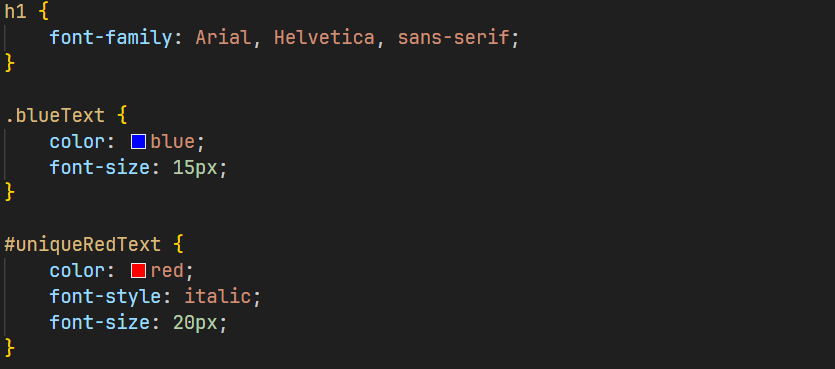 h1 {
    font-family: Arial, Helvetica, sans-serif;
}
.blueText {
    color: blue;
    font-size: 15px;
}
#uniqueRedText {
    color: red;
    font-style: italic;
    font-size: 20px;
}